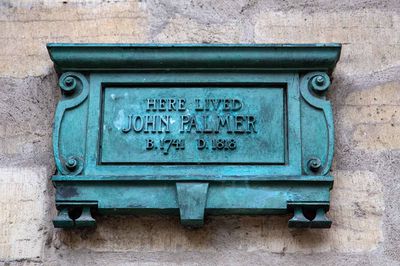 HERE LIVED
JOHN PALMER
B.1741 D.1818